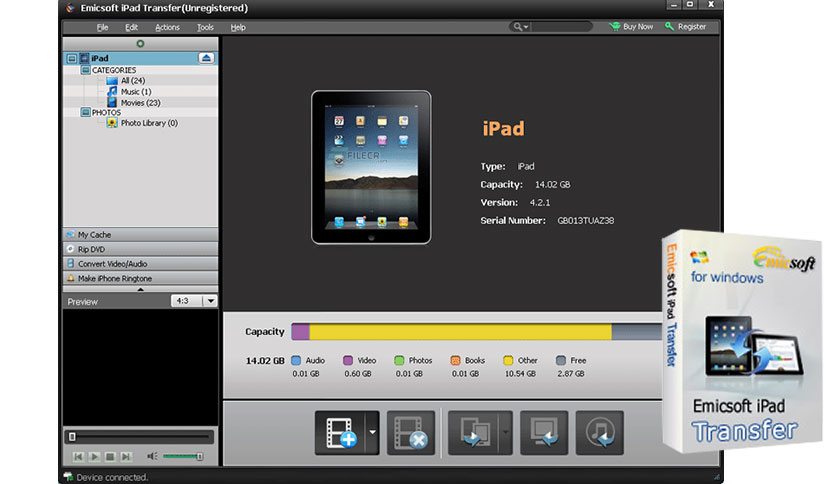 Emicsoft iPad Transfer(Unregistered)
File Edit Actions Tools Help
Buy Now Register
iPad
CATEGORIES
All (24)
Music (1)
Movies (23)
PHOTOS
Photo Library (0)
FILECR
iPad
Type: iPad
Capacity: 14.02 GB
Version: 4.2.1
Serial Number: GB013TUAZ38
My Cache
Rip DVD
Convert Video/Audio
Make iPhone Ringtone
Preview 4:3
Capacity
14.02 GB Audio Video Photos Books Other Free
0.01 GB 0.60 GB 0.01 GB 0.01 GB 10.54 GB 2.87 GB
Device connected.
Emicsoft iPad Transfer
Emicsoft
for windows
Emicsoft iPad
Transfer